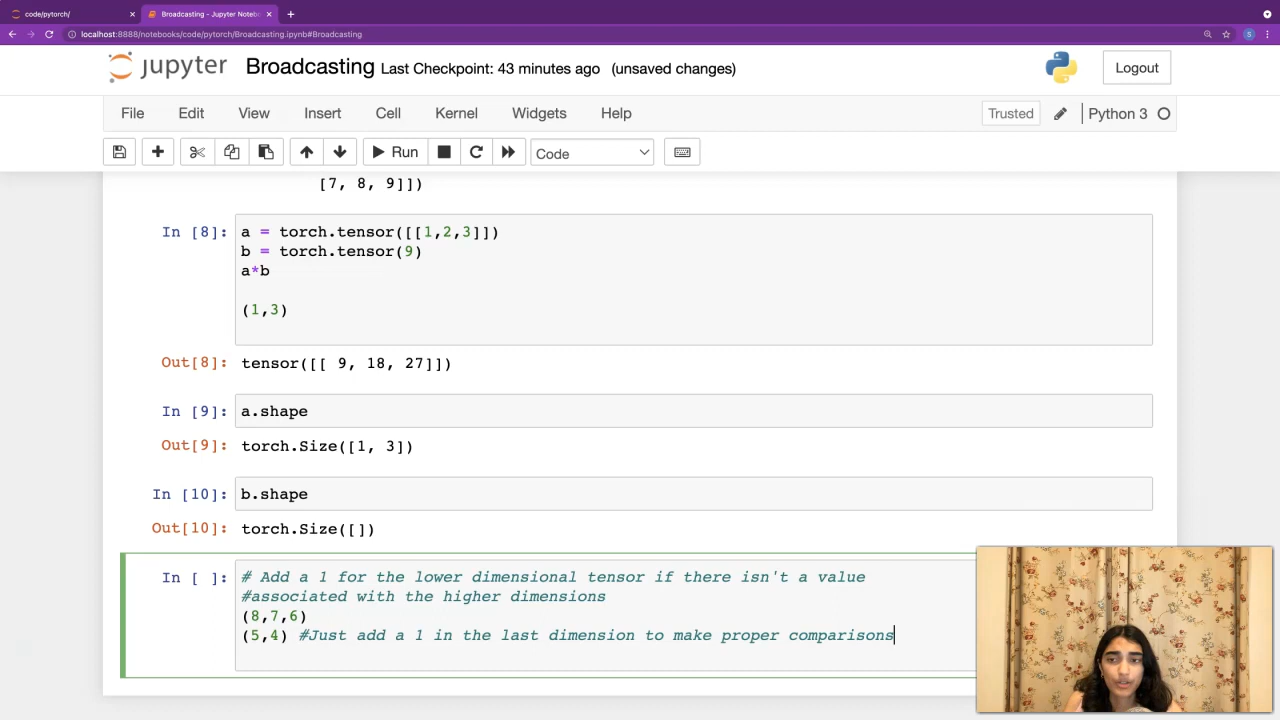 code/pytorch/
Broadcasting - Jupyter Noteb
localhost:8888/notebooks/code/pytorch/Broadcasting.ipynb#Broadcasting
S
jupyter Broadcasting Last Checkpoint: 43 minutes ago (unsaved changes)
Logout
File Edit View Insert Cell Kernel Widgets Help
Trusted
Python 3
Run
Code
[7, 8, 9]])
In [8]: a = torch.tensor([[1,2,3]])
b = torch.tensor(9)
a*b
(1,3)
Out[8]: tensor([[ 9, 18, 27]])
In [9]: a.shape
Out[9]: torch.Size([1, 3])
In [10]: b.shape
Out[10]: torch.Size([])
In [ ]: # Add a 1 for the lower dimensional tensor if there isn't a value
#associated with the higher dimensions
(8,7,6)
(5,4) #Just add a 1 in the last dimension to make proper comparisons